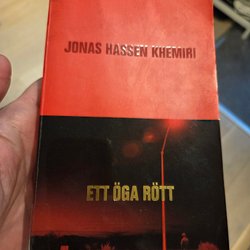 JONAS HASSEN KHEMIRI
ETT ÖGA RÖTT